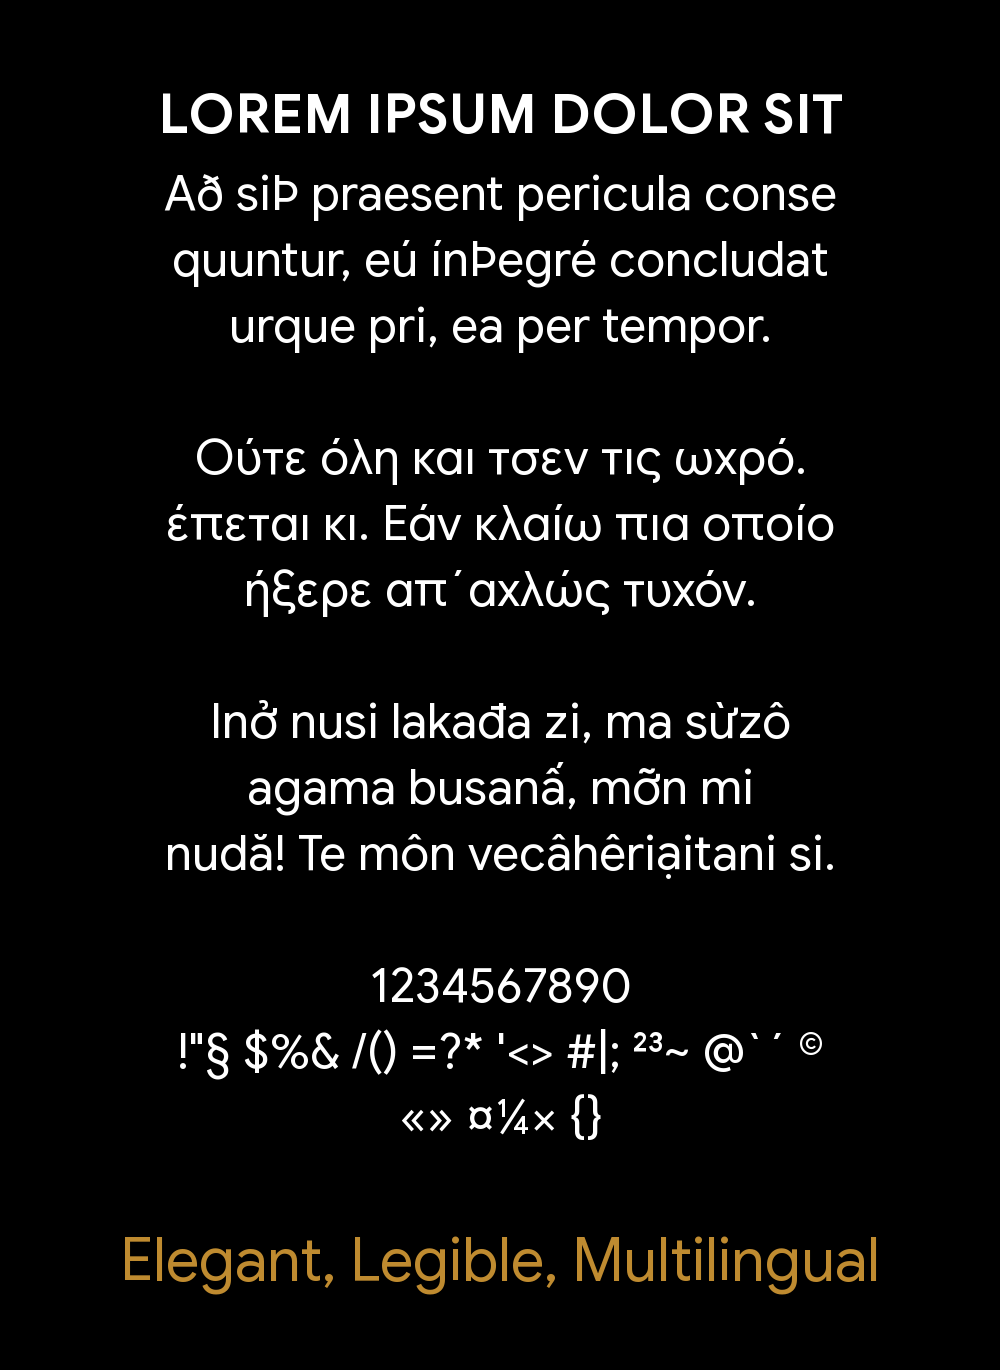 LOREM IPSUM DOLOR SIT
Að siÞ praesent pericula conse
quuntur, eú ínÞegré concludat
urque pri, ea per tempor.
Ούτε όλη και τσεν τις ωχρό.
έπεται κι. Εάν κλαίω πια οποίο
ήξερε απ΄αχλώς τυχόν.
Inở nusi lakađa zi, ma sừzô
agama busanấ, mỡn mi
nudă! Te môn vecâhêriạitani si.
1234567890
!"§ $%& /() =?* '<> #|; ²³~ @`´ ©
«» ¤¼× {}
Elegant, Legible, Multilingual